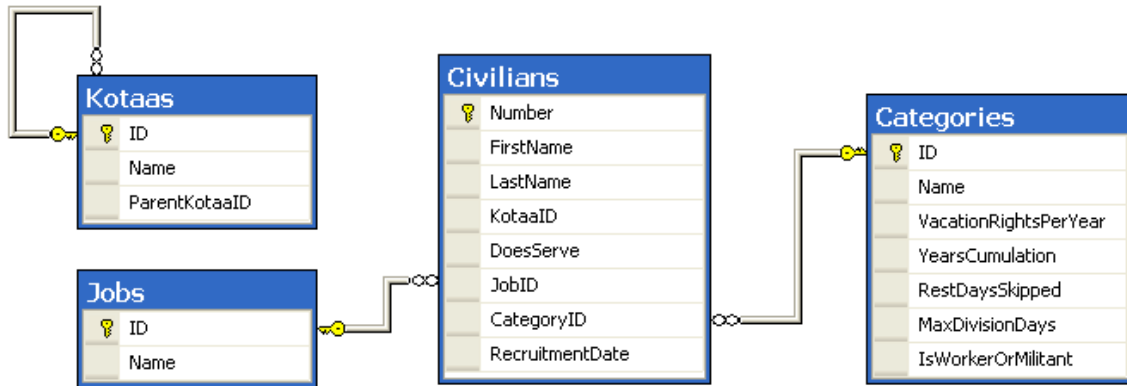 Kotaas
ID
Name
ParentKotaaID
Jobs
ID
Name
Civilians
Number
FirstName
LastName
KotaaID
DoesServe
JobID
CategoryID
RecruitmentDate
Categories
ID
Name
VacationRightsPerYear
YearsCumulation
RestDaysSkipped
MaxDivisionDays
IsWorkerOrMilitant